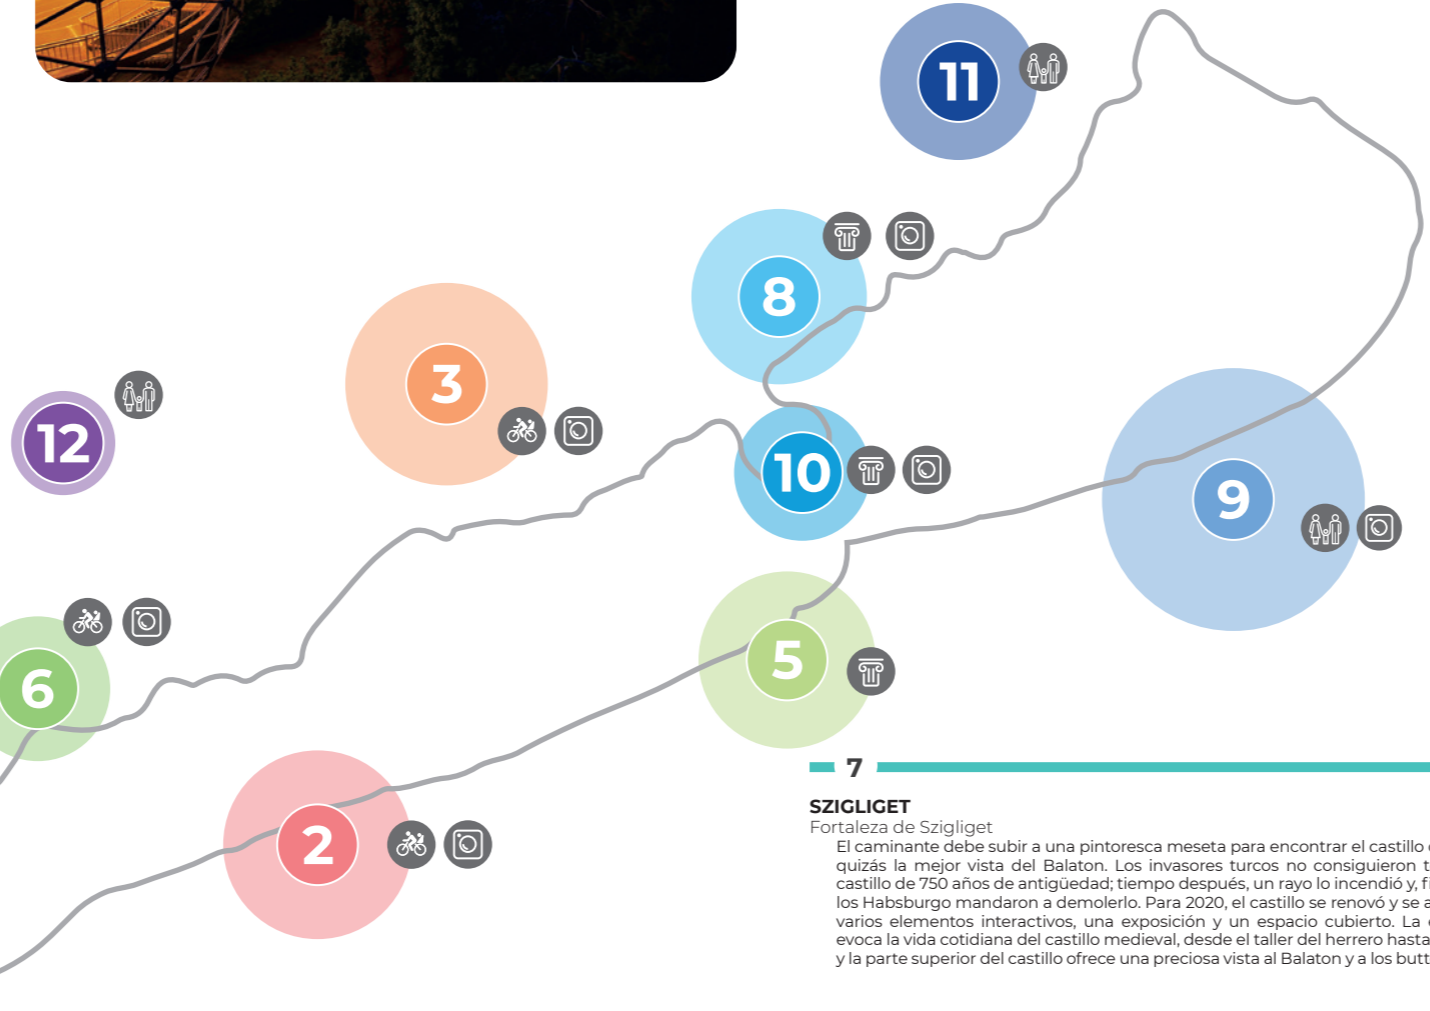 11
8
3
12
10
9
6
5
2
7
SZIGLIGET
Fortaleza de Szigliget
El caminante debe subir a una pintoresca meseta para encontrar el castillo
quizás la mejor vista del Balaton. Los invasores turcos no consiguieron
castillo de 750 años de antigüedad; tiempo después, un rayo lo incendió y,
los Habsburgo mandaron a demolerlo. Para 2020, el castillo se renovó y se
varios elementos interactivos, una exposición y un espacio cubierto. La
evoca la vida cotidiana del castillo medieval, desde el taller del herrero hasta
y la parte superior del castillo ofrece una preciosa vista al Balaton y a los